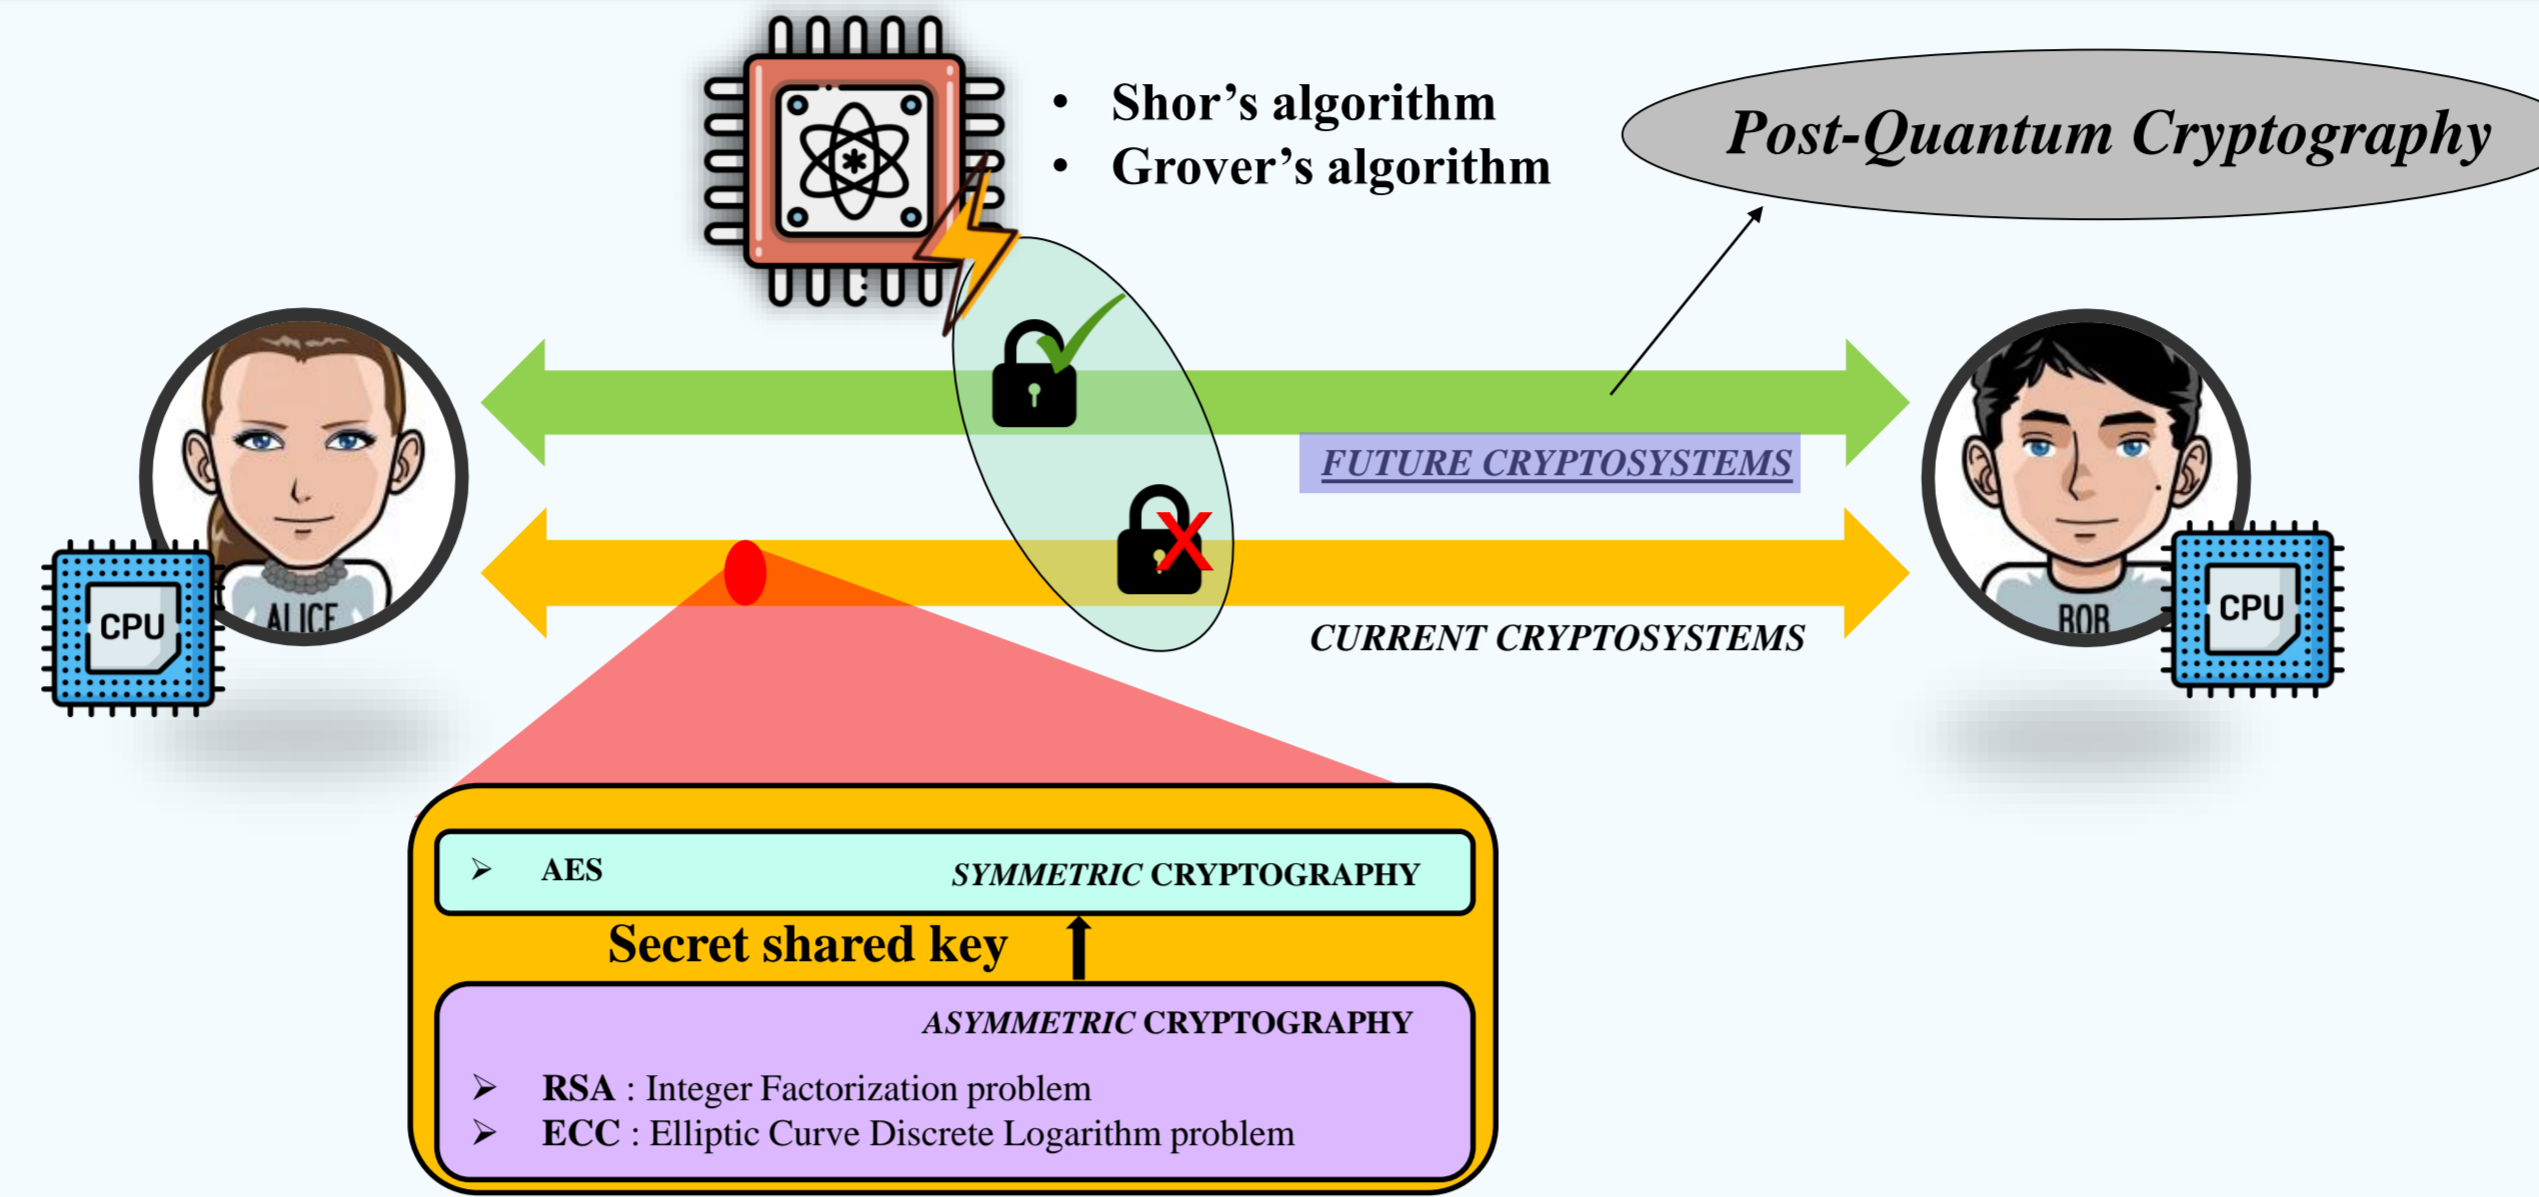 • Shor's algorithm
• Grover's algorithm
Post-Quantum Cryptography
FUTURE CRYPTOSYSTEMS
CURRENT CRYPTOSYSTEMS
ALICE
CPU
BOB
CPU
➢ AES SYMMETRIC CRYPTOGRAPHY
Secret shared key
ASYMMETRIC CRYPTOGRAPHY
➢ RSA : Integer Factorization problem
➢ ECC : Elliptic Curve Discrete Logarithm problem